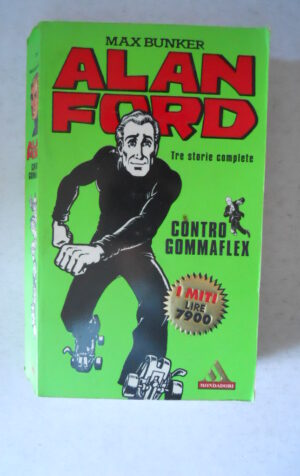 MAX BUNKER
ALAN
FORD
Tre storie complete
CONTRO
GOMMAFLEX
I MITI
LIRE
7900
MONDADORI